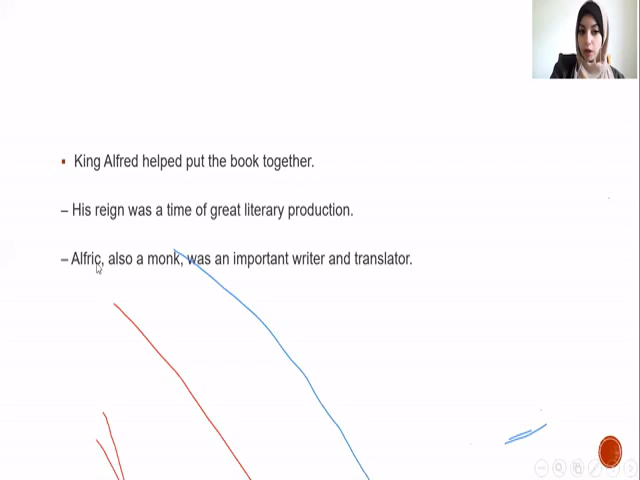 ▪ King Alfred helped put the book together.
– His reign was a time of great literary production.
– Alfric, also a monk, was an important writer and translator.